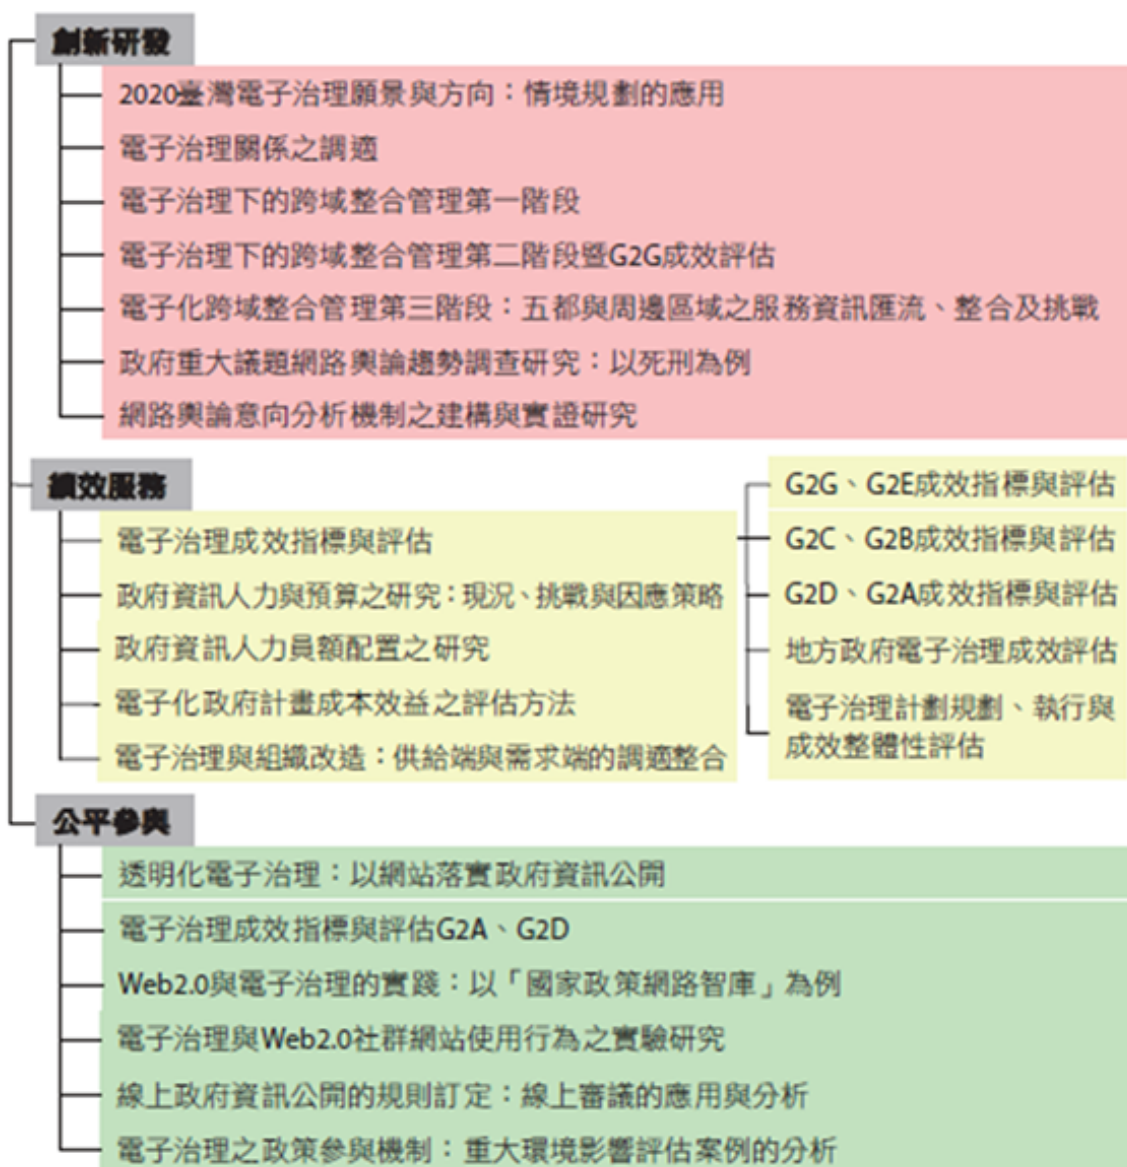 創新研發
2020臺灣電子治理願景與方向：情境規劃的應用
電子治理關係之調適
電子治理下的跨域整合管理第一階段
電子治理下的跨域整合管理第二階段暨G2G成效評估
電子化跨域整合管理第三階段：五都與周邊區域之服務資訊匯流、整合及挑戰
政府重大議題網路輿論趨勢調查研究：以死刑為例
網路輿論意向分析機制之建構與實證研究
績效服務
電子治理成效指標與評估
政府資訊人力與預算之研究：現況、挑戰與因應策略
政府資訊人力員額配置之研究
電子化政府計畫成本效益之評估方法
電子治理與組織改造：供給端與需求端的調適整合
G2G、G2E成效指標與評估
G2C、G2B成效指標與評估
G2D、G2A成效指標與評估
地方政府電子治理成效評估
電子治理計劃規劃、執行與
成效整體性評估
公平參與
透明化電子治理：以網站落實政府資訊公開
電子治理成效指標與評估G2A、G2D
Web2.0與電子治理的實踐：以「國家政策網路智庫」為例
電子治理與Web2.0社群網站使用行為之實驗研究
線上政府資訊公開的規則訂定：線上審議的應用與分析
電子治理之政策參與機制：重大環境影響評估案例的分析